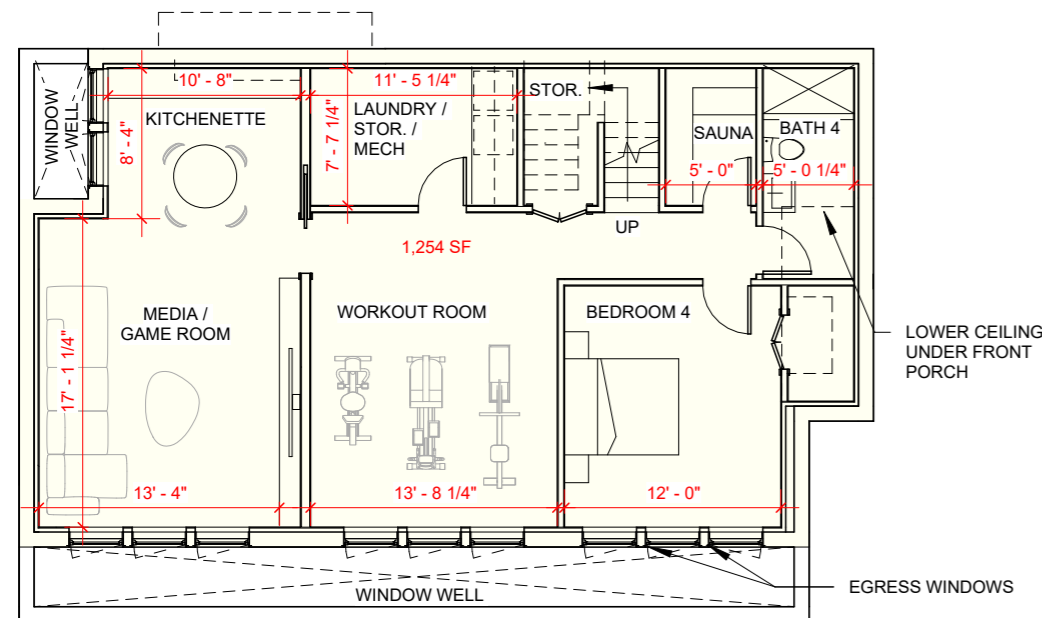 10' - 8"
11' - 5 1/4"
STOR.
WINDOW
WELL
KITCHENETTE
8' - 4"
7' - 7 1/4"
LAUNDRY /
STOR. /
MECH
SAUNA
BATH 4
5' - 0"
5' - 0 1/4"
UP
1,254 SF
MEDIA /
GAME ROOM
WORKOUT ROOM
BEDROOM 4
LOWER CEILING
UNDER FRONT
PORCH
17' - 1 1/4"
13' - 4"
13' - 8 1/4"
12' - 0"
EGRESS WINDOWS
WINDOW WELL